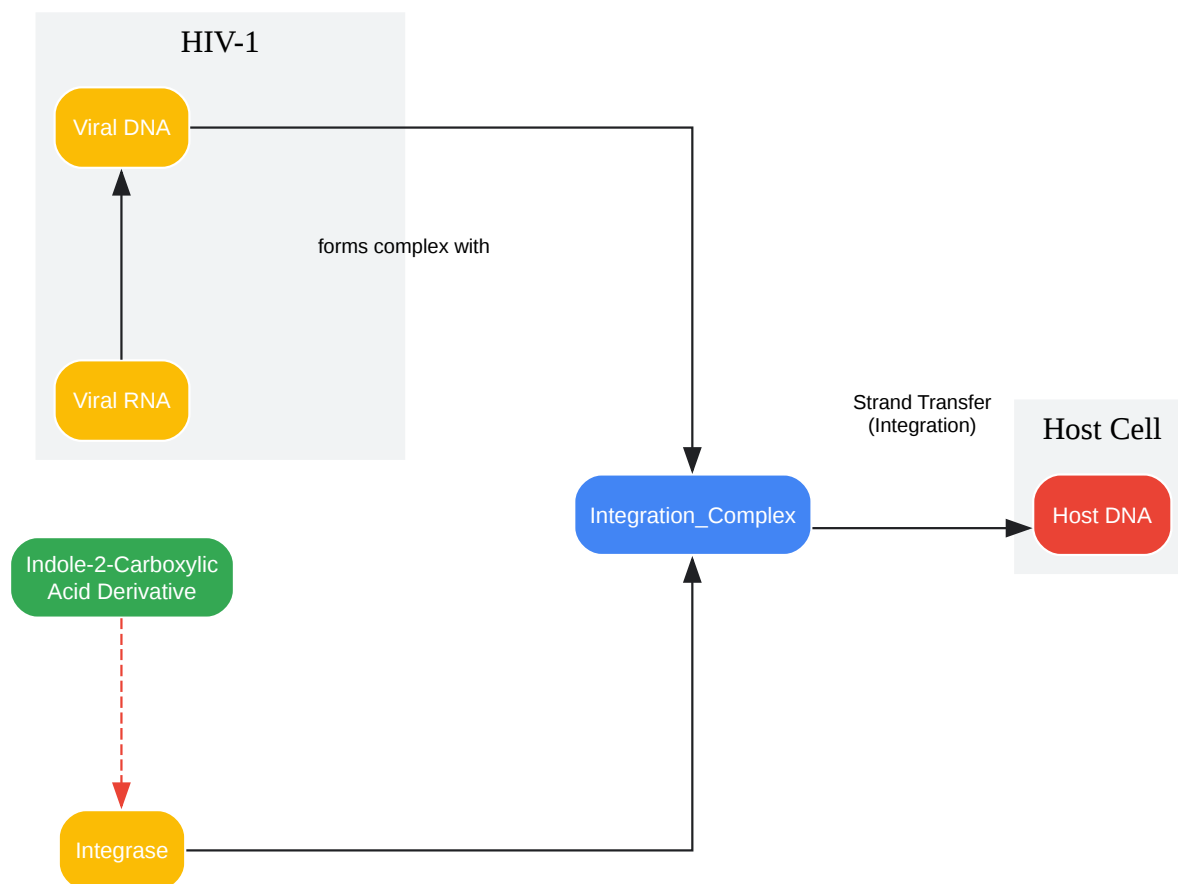 HIV-1
Viral DNA
forms complex with
Viral RNA
Strand Transfer
(Integration)
Host Cell
Integration_Complex
Host DNA
Indole-2-Carboxylic
Acid Derivative
Integrase